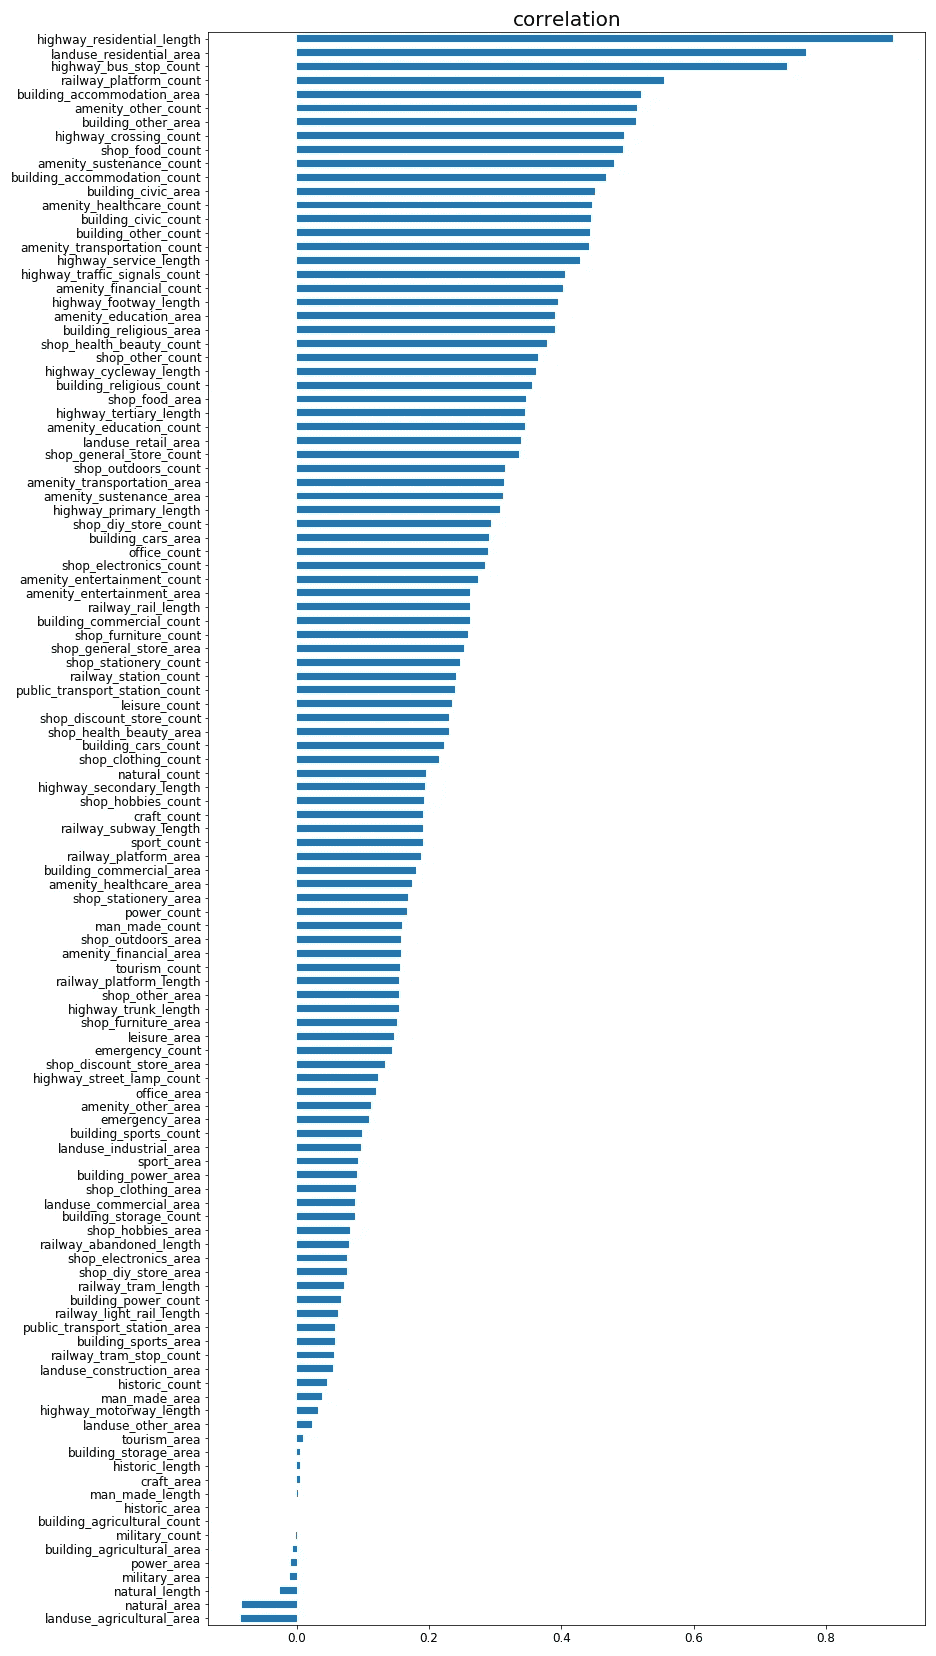 correlation
highway_residential_length
landuse_residential_area
highway_bus_stop_count
railway_platform_count
building_accommodation_area
amenity_other_count
building_other_area
highway_crossing_count
shop_food_count
amenity_sustenance_count
building_accommodation_count
building_civic_area
amenity_healthcare_count
building_civic_count
building_other_count
amenity_transportation_count
highway_service_length
highway_traffic_signals_count
amenity_financial_count
highway_footway_length
amenity_education_area
building_religious_area
shop_health_beauty_count
shop_other_count
highway_cycleway_length
building_religious_count
shop_food_area
highway_tertiary_length
amenity_education_count
landuse_retail_area
shop_general_store_count
shop_outdoors_count
amenity_transportation_area
amenity_sustenance_area
highway_primary_length
shop_diy_store_count
building_cars_area
office_count
shop_electronics_count
amenity_entertainment_count
amenity_entertainment_area
railway_rail_length
building_commercial_count
shop_furniture_count
shop_general_store_area
shop_stationery_count
railway_station_count
public_transport_station_count
leisure_count
shop_discount_store_count
shop_health_beauty_area
building_cars_count
shop_clothing_count
natural_count
highway_secondary_length
shop_hobbies_count
craft_count
railway_subway_length
sport_count
railway_platform_area
building_commercial_area
amenity_healthcare_area
shop_stationery_area
power_count
man_made_count
shop_outdoors_area
amenity_financial_area
tourism_count
railway_platform_length
shop_other_area
highway_trunk_length
shop_furniture_area
leisure_area
emergency_count
shop_discount_store_area
highway_street_lamp_count
office_area
amenity_other_area
emergency_area
building_sports_count
landuse_industrial_area
sport_area
building_power_area
shop_clothing_area
landuse_commercial_area
building_storage_count
shop_hobbies_area
railway_abandoned_length
shop_electronics_area
shop_diy_store_area
railway_tram_length
building_power_count
railway_light_rail_length
public_transport_station_area
building_sports_area
railway_tram_stop_count
landuse_construction_area
historic_count
man_made_area
highway_motorway_length
landuse_other_area
tourism_area
building_storage_area
historic_length
craft_area
man_made_length
historic_area
building_agricultural_count
military_count
building_agricultural_area
power_area
military_area
natural_length
natural_area
landuse_agricultural_area
0.0 0.2 0.4 0.6 0.8